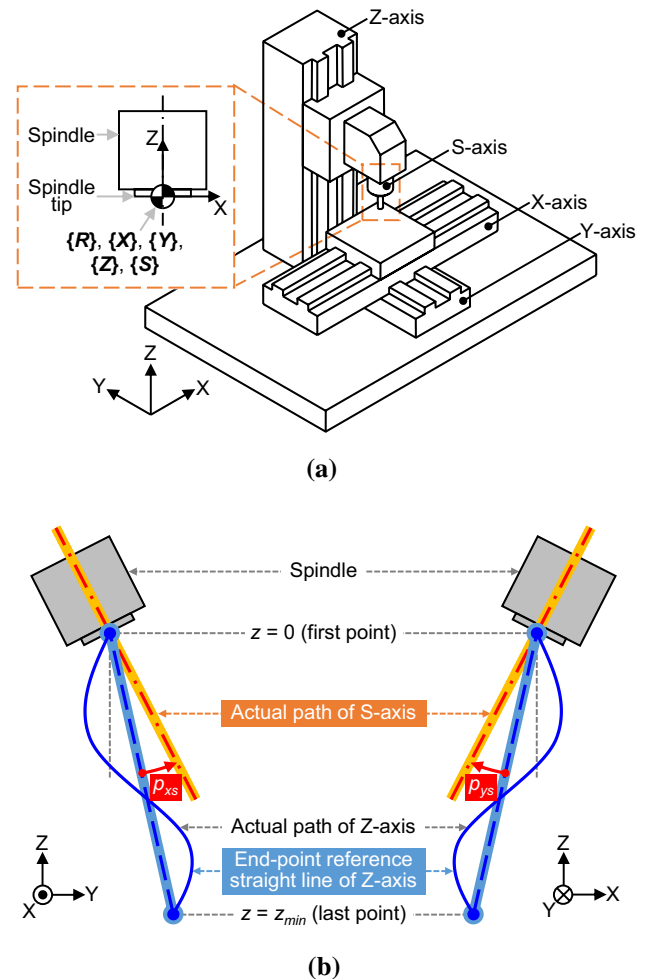 Z-axis
Spindle
Z
Spindle
tip
X
{R}, {X}, {Y},
{Z}, {S}
S-axis
X-axis
Y-axis
Z
Y
X
(a)
Spindle
z = 0 (first point)
Actual path of S-axis
pxs
pys
Actual path of Z-axis
End-point reference
straight line of Z-axis
z = zmin (last point)
Z
X
Y
Z
Y
X
(b)